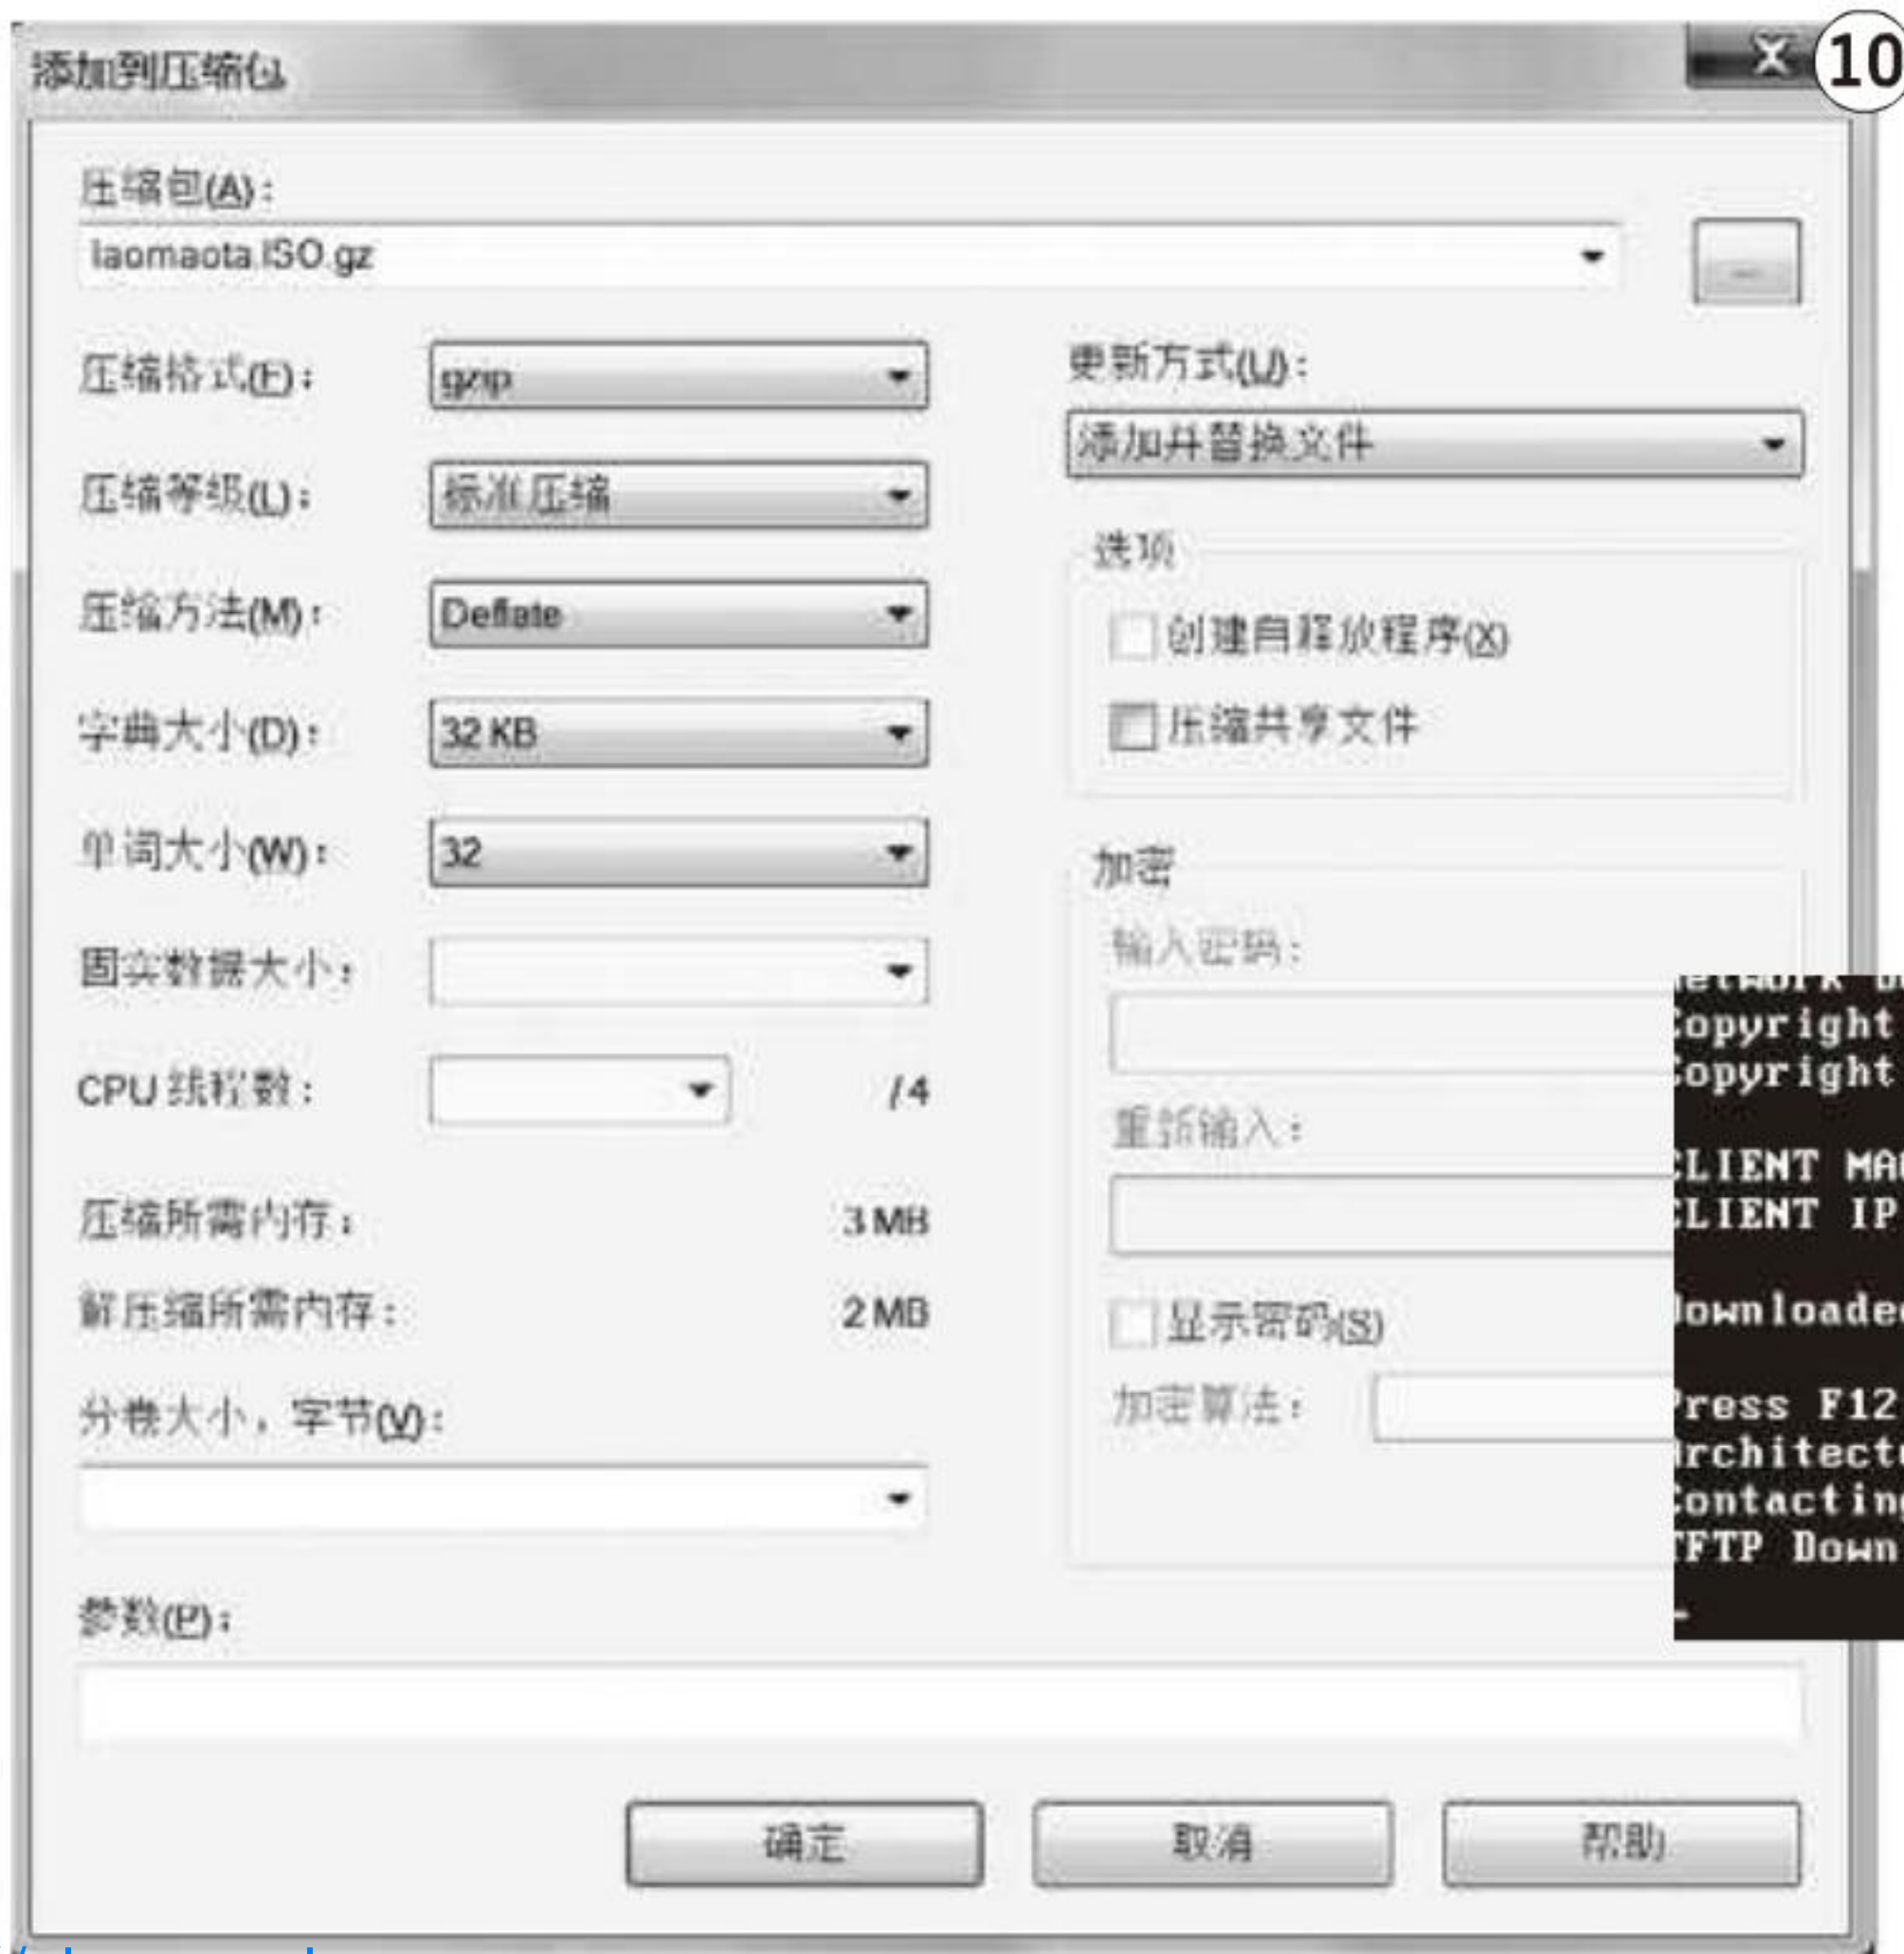 添加到压缩包
10
压缩包(A)：
laomaota.ISO.gz
压缩格式(F)：
gzip
更新方式(U)：
添加并替换文件
压缩等级(L)：
标准压缩
选项
压缩方法(M)：
Deflate
创建自释放程序(X)
字典大小(D)：
32 KB
压缩共享文件
单词大小(W)：
32
加密
输入密码：
固实数据大小：
CPU 线程数：
/ 4
重新输入：
压缩所需内存：
3 MB
解压缩所需内存：
2 MB
显示密码(S)
加密算法：
分卷大小，字节(V)：
参数(P)：
确定
取消
帮助
opyright
opyright
LIENT MA
LIENT IP
ownloade
ress F12
rchitect
ontacting
TFTP Down